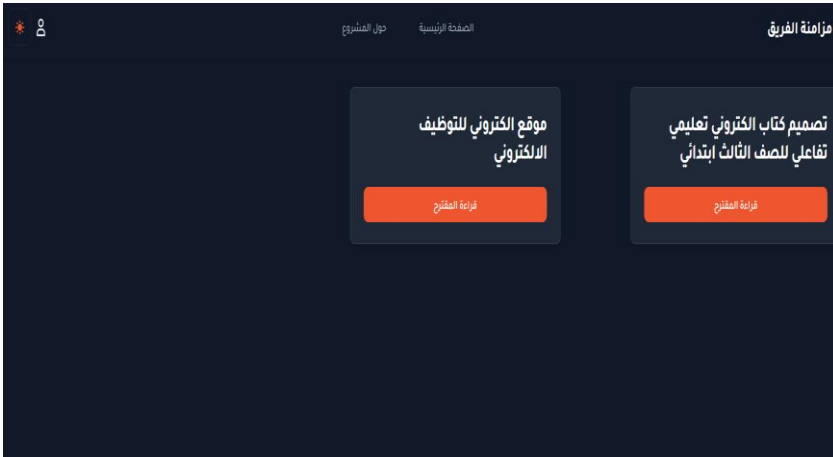 مزامنة الفريق
الصفحة الرئيسية
حول المشروع
تصميم كتاب الكتروني تعليمي
تفاعلي للصف الثالث ابتدائي
قراءة المقترح
موقع الكتروني للتوظيف
الالكتروني
قراءة المقترح